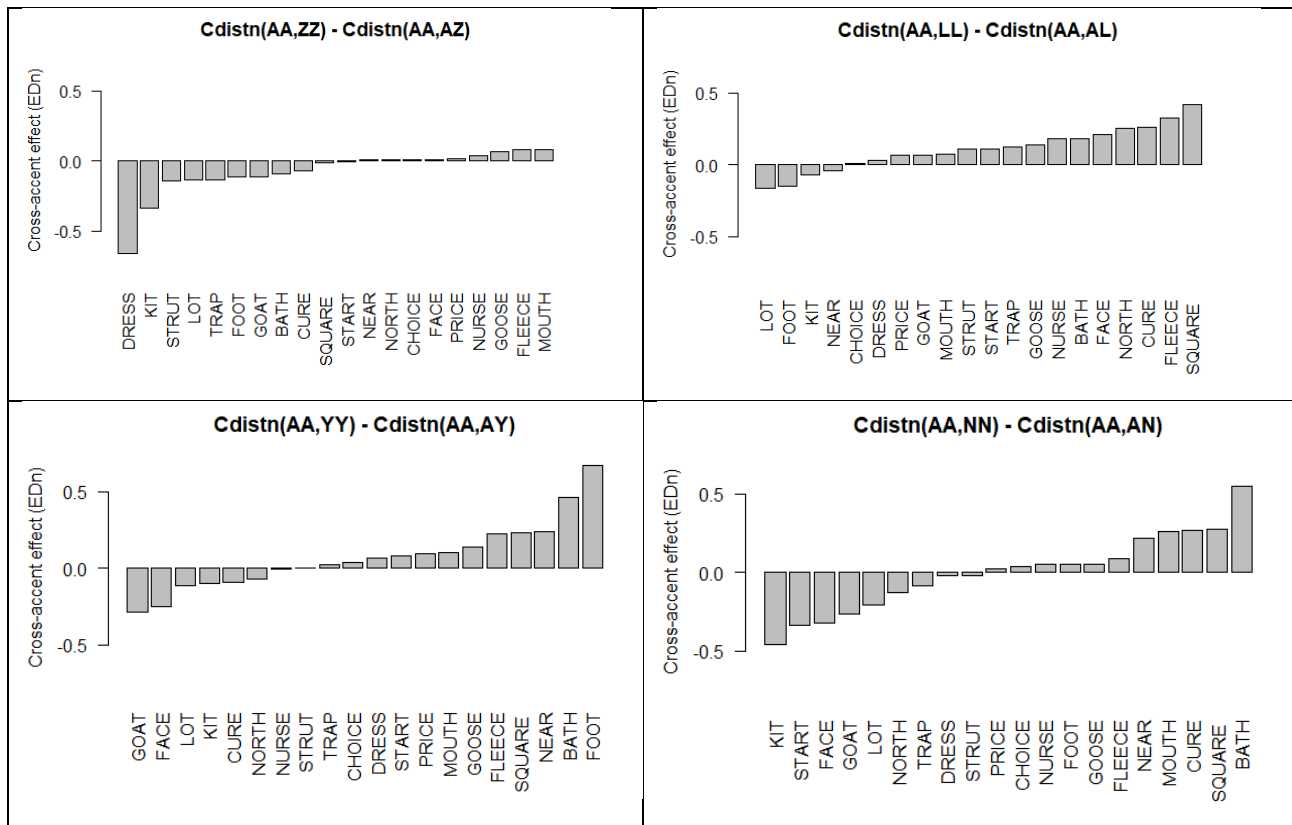 Cdistn(AA,ZZ) - Cdistn(AA,AZ)
Cross-accent effect (EDn)
0.5
0.0
-0.5
DRESS KIT STRUT LOT TRAP FOOT GOAT BATH CURE SQUARE START NEAR NORTH CHOICE FACE PRICE NURSE GOOSE FLEECE MOUTH
Cdistn(AA,LL) - Cdistn(AA,AL)
Cross-accent effect (EDn)
0.5
0.0
-0.5
LOT FOOT KIT NEAR CHOICE DRESS PRICE GOAT MOUTH STRUT START TRAP GOOSE NURSE BATH FACE NORTH CURE FLEECE SQUARE
Cdistn(AA,YY) - Cdistn(AA,AY)
Cross-accent effect (EDn)
0.5
0.0
-0.5
GOAT FACE LOT KIT CURE NORTH NURSE STRUT TRAP CHOICE DRESS START PRICE MOUTH GOOSE FLEECE SQUARE NEAR BATH FOOT
Cdistn(AA,NN) - Cdistn(AA,AN)
Cross-accent effect (EDn)
0.5
0.0
-0.5
KIT START FACE GOAT LOT NORTH TRAP DRESS STRUT PRICE CHOICE NURSE FOOT GOOSE FLEECE NEAR MOUTH CURE SQUARE BATH